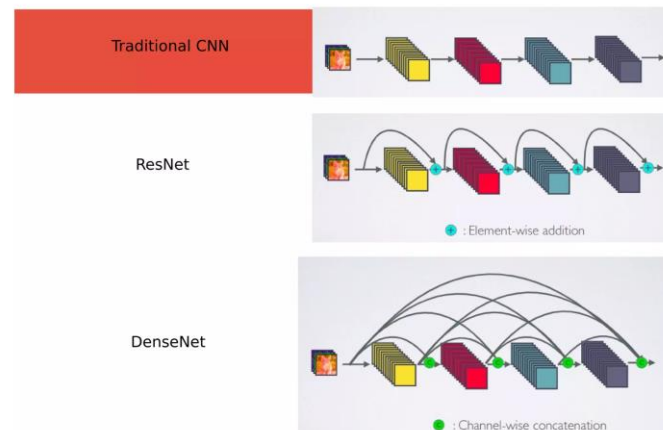 Traditional CNN
ResNet
+ + + +
+ : Element-wise addition
DenseNet
C C C C
C : Channel-wise concatenation